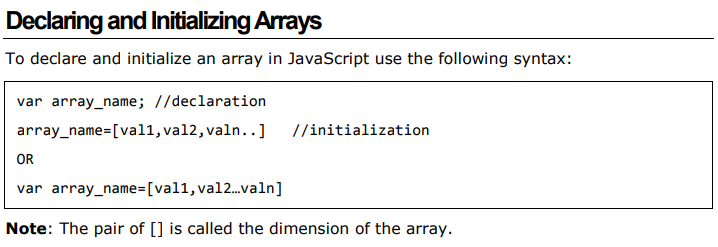 Declaring and Initializing Arrays
To declare and initialize an array in JavaScript use the following syntax:
var array_name; //declaration
array_name=[val1,val2,valn..]   //initialization
OR
var array_name=[val1,val2…valn]
Note: The pair of [] is called the dimension of the array.